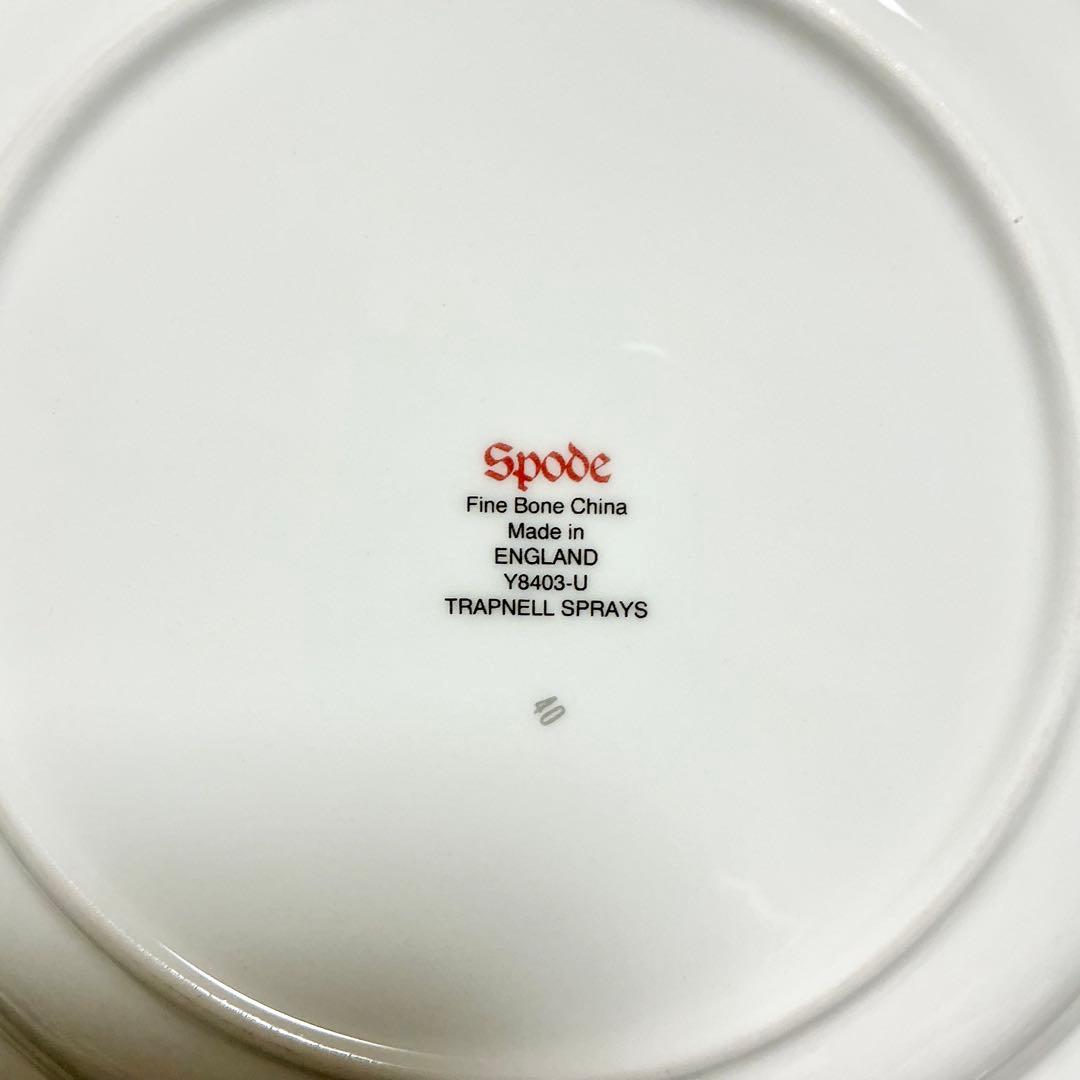 Spode
Fine Bone China
Made in
ENGLAND
Y8403-U
TRAPNELL SPRAYS
40